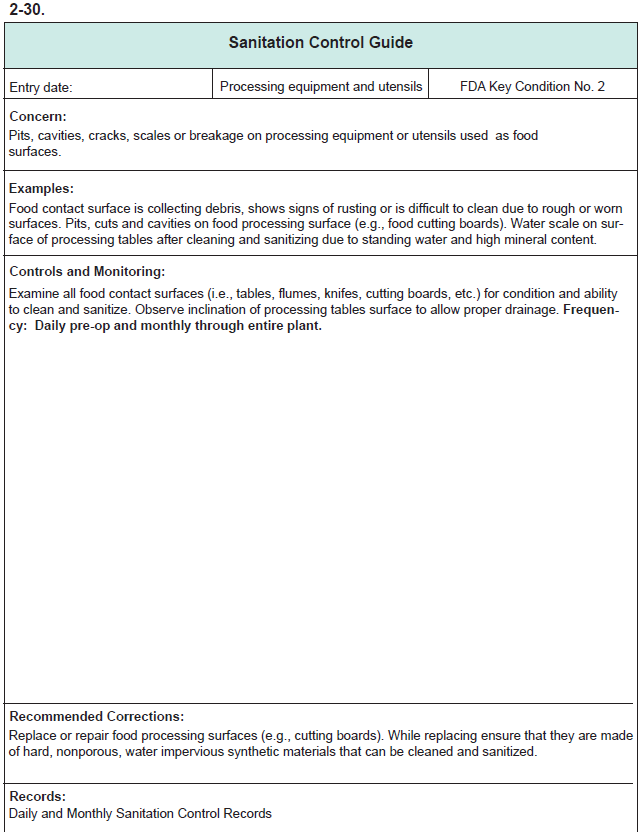 2-30.
Sanitation Control Guide
Entry date:
Processing equipment and utensils
FDA Key Condition No. 2
Concern:
Pits, cavities, cracks, scales or breakage on processing equipment or utensils used  as food
surfaces.
Examples:
Food contact surface is collecting debris, shows signs of rusting or is difficult to clean due to rough or worn
surfaces. Pits, cuts and cavities on food processing surface (e.g., food cutting boards). Water scale on sur-
face of processing tables after cleaning and sanitizing due to standing water and high mineral content.
Controls and Monitoring:
Examine all food contact surfaces (i.e., tables, flumes, knifes, cutting boards, etc.) for condition and ability
to clean and sanitize. Observe inclination of processing tables surface to allow proper drainage. Frequen-
cy:  Daily pre-op and monthly through entire plant.
Recommended Corrections:
Replace or repair food processing surfaces (e.g., cutting boards). While replacing ensure that they are made
of hard, nonporous, water impervious synthetic materials that can be cleaned and sanitized.
Records:
Daily and Monthly Sanitation Control Records